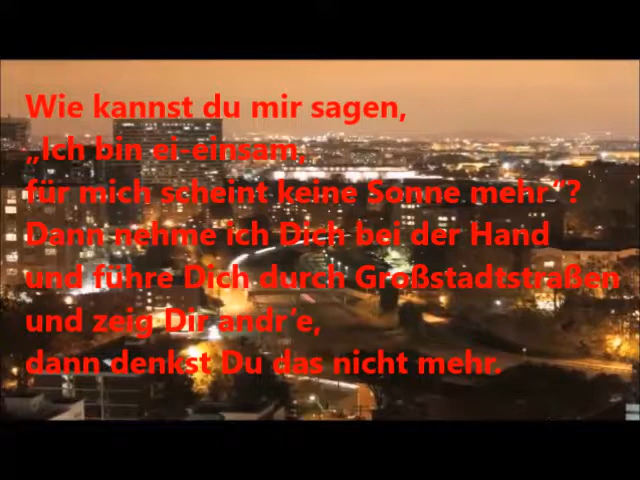 Wie kannst du mir sagen,
„Ich bin ei-einsam,
für mich scheint keine Sonne mehr“?
Dann nehme ich Dich bei der Hand
und führe Dich durch Großstadtstraßen
und zeig Dir andr‘e,
dann denkst Du das nicht mehr.